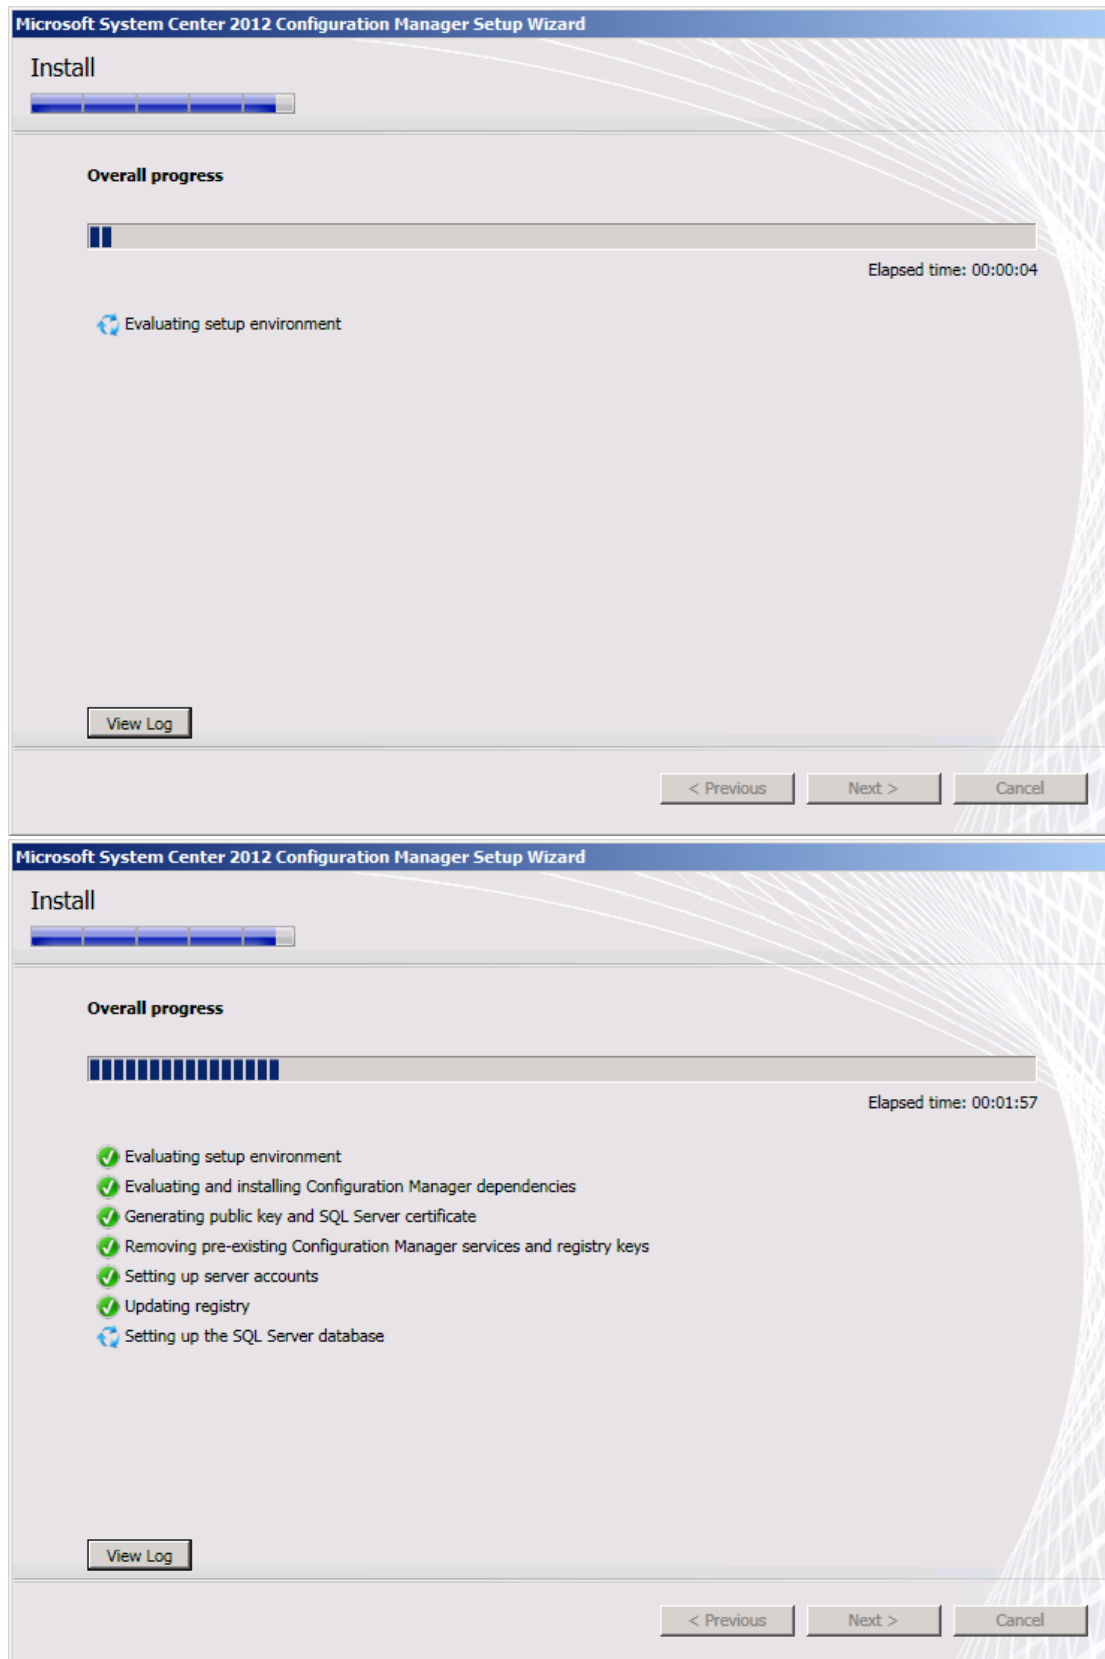 Microsoft System Center 2012 Configuration Manager Setup Wizard
Install
Overall progress
Elapsed time: 00:00:04
Evaluating setup environment
View Log
< Previous
Next >
Cancel
Microsoft System Center 2012 Configuration Manager Setup Wizard
Install
Overall progress
Elapsed time: 00:01:57
Evaluating setup environment
Evaluating and installing Configuration Manager dependencies
Generating public key and SQL Server certificate
Removing pre-existing Configuration Manager services and registry keys
Setting up server accounts
Updating registry
Setting up the SQL Server database
View Log
< Previous
Next >
Cancel